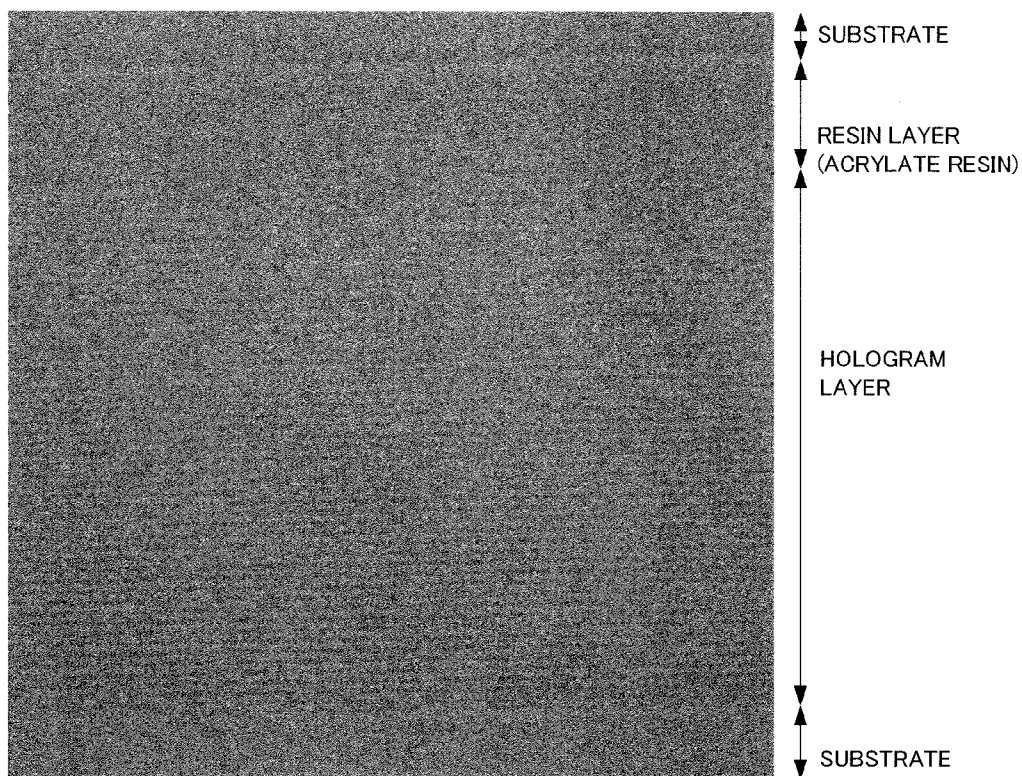 SUBSTRATE
RESIN LAYER
(ACRYLATE RESIN)
HOLOGRAM
LAYER
SUBSTRATE